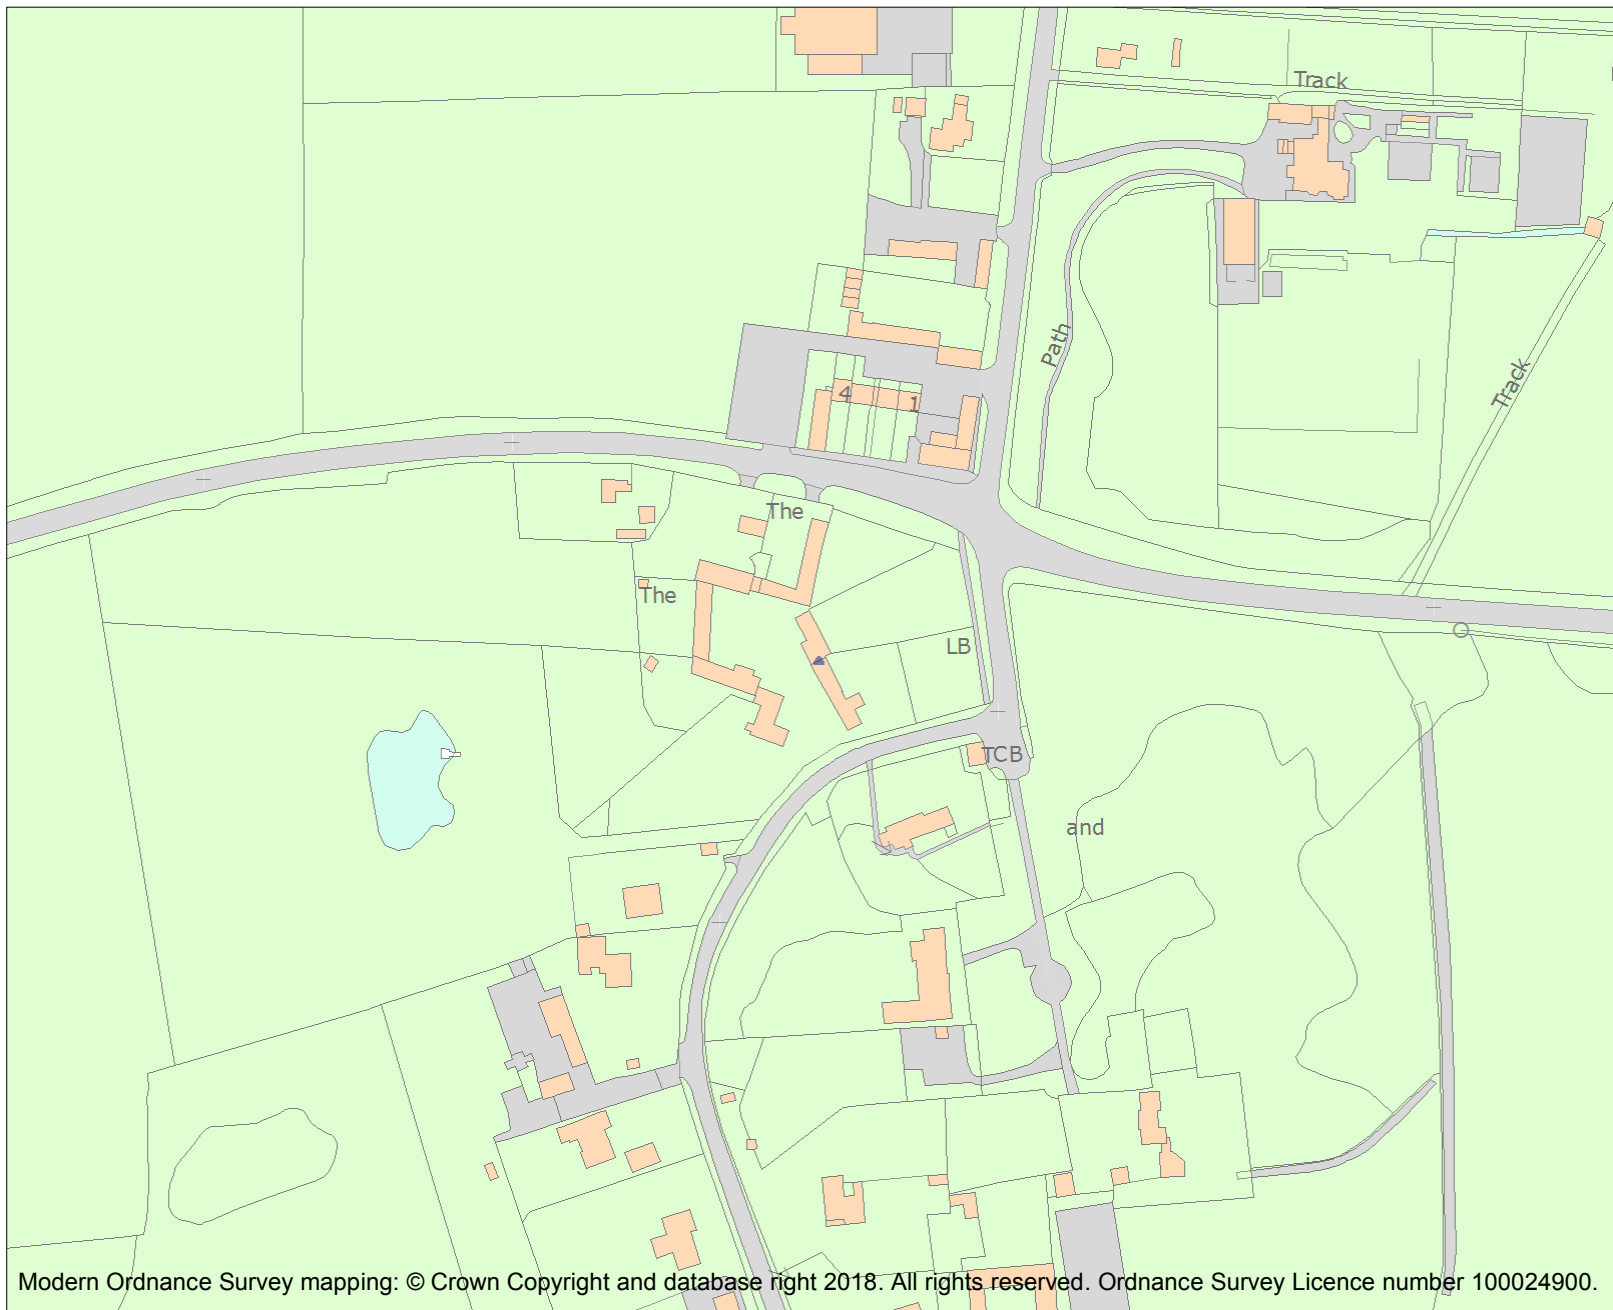 Track
Path
Track
4
1
The
The
LB
TCB
and
Modern Ordnance Survey mapping: © Crown Copyright and database right 2018. All rights reserved. Ordnance Survey Licence number 100024900.